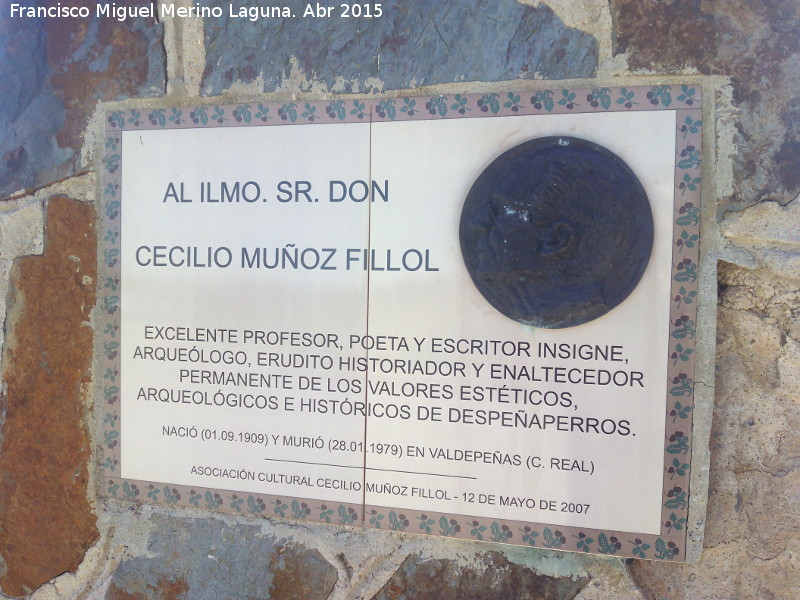 Francisco Miguel Merino Laguna. Abr 2015
AL ILMO. SR. DON
CECILIO MUÑOZ FILLOL
EXCELENTE PROFESOR, POETA Y ESCRITOR INSIGNE,
ARQUEÓLOGO, ERUDITO HISTORIADOR Y ENALTECEDOR
PERMANENTE DE LOS VALORES ESTÉTICOS,
ARQUEOLÓGICOS E HISTÓRICOS DE DESPEÑAPERROS.
NACIÓ (01.09.1909) Y MURIÓ (28.01.1979) EN VALDEPEÑAS (C. REAL)
ASOCIACIÓN CULTURAL CECILIO MUÑOZ FILLOL - 12 DE MAYO DE 2007